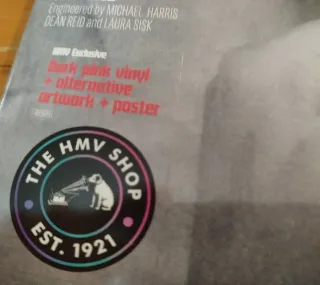 Engineered by MICHAEL HARRIS
DEAN REID and LAURA SISK
HMV Exclusive
Dark pink vinyl
+ alternative
artwork + poster
THE HMV SHOP
EST. 1921